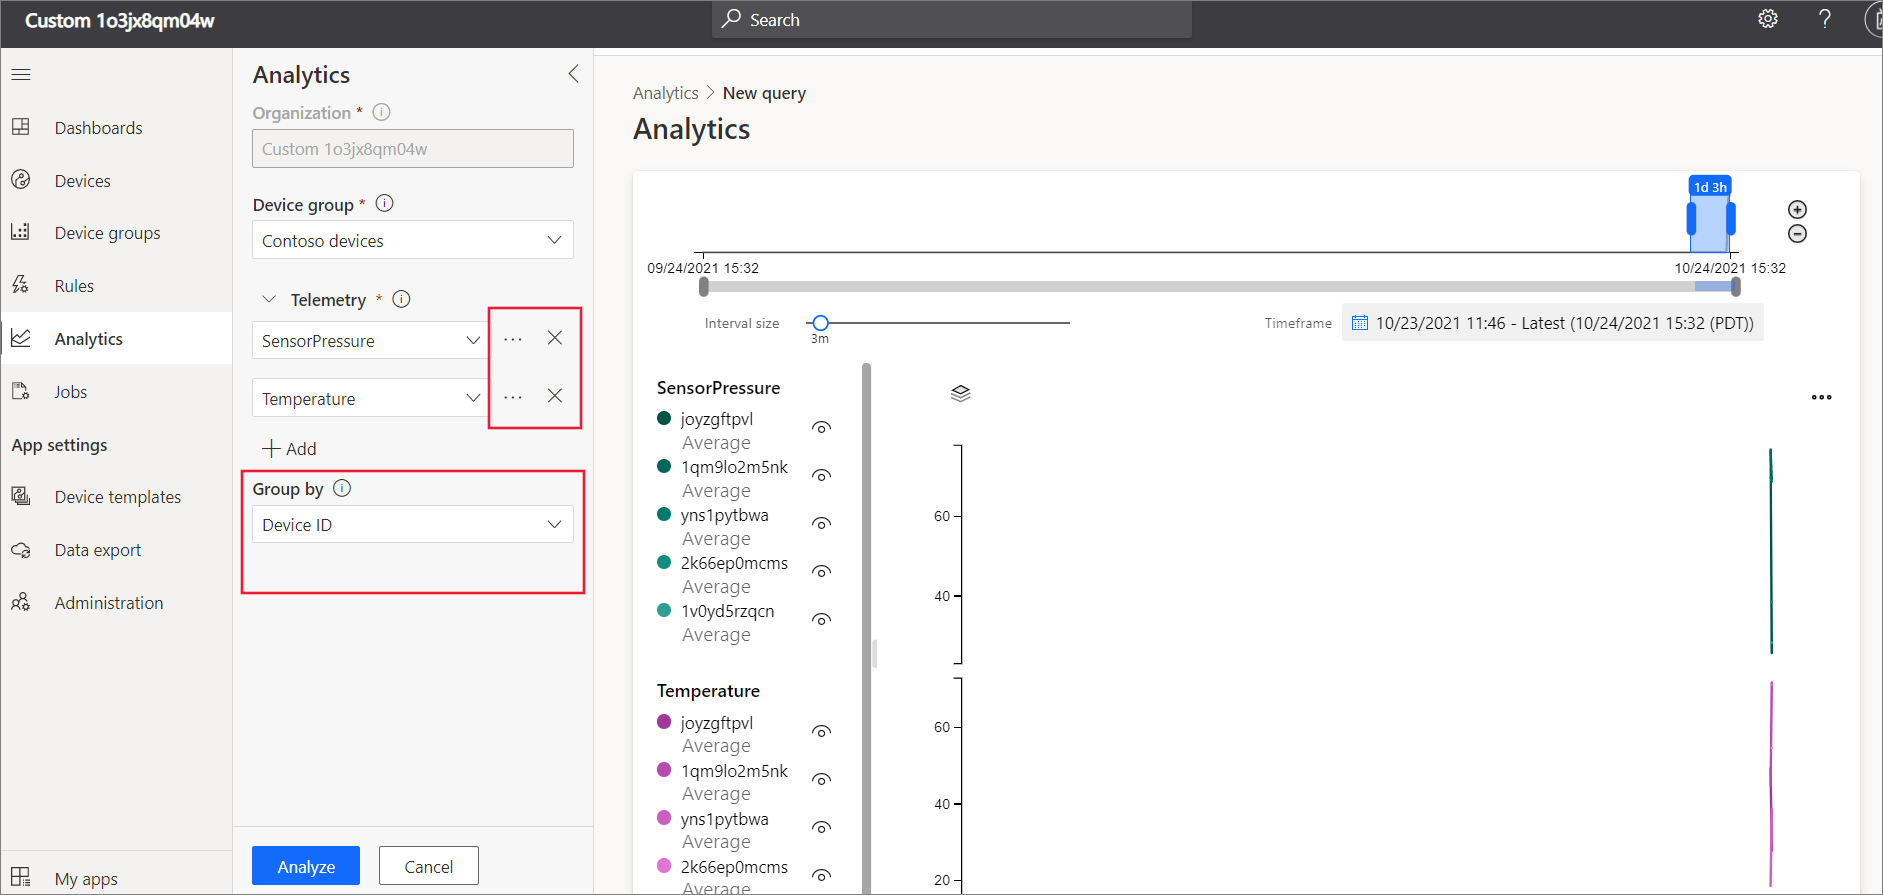 Custom 1o3jx8qm04w
Search
?
Dashboards
Devices
Device groups
Rules
Analytics
Jobs
App settings
Device templates
Data export
Administration
My apps
Analytics
Organization *
Custom 1o3jx8qm04w
Device group *
Contoso devices
Telemetry *
SensorPressure
Temperature
Add
Group by
Device ID
Analyze
Cancel
Analytics > New query
Analytics
1d 3h
09/24/2021 15:32
10/24/2021 15:32
Interval size
3m
Timeframe
10/23/2021 11:46 - Latest (10/24/2021 15:32 (PDT))
SensorPressure
joyzgftpvl
Average
1qm9lo2m5nk
Average
yns1pytbwa
Average
2k66ep0mcms
Average
1v0yd5rzqcn
Average
Temperature
joyzgftpvl
Average
1qm9lo2m5nk
Average
yns1pytbwa
Average
2k66ep0mcms
Average
60
40
60
40
20